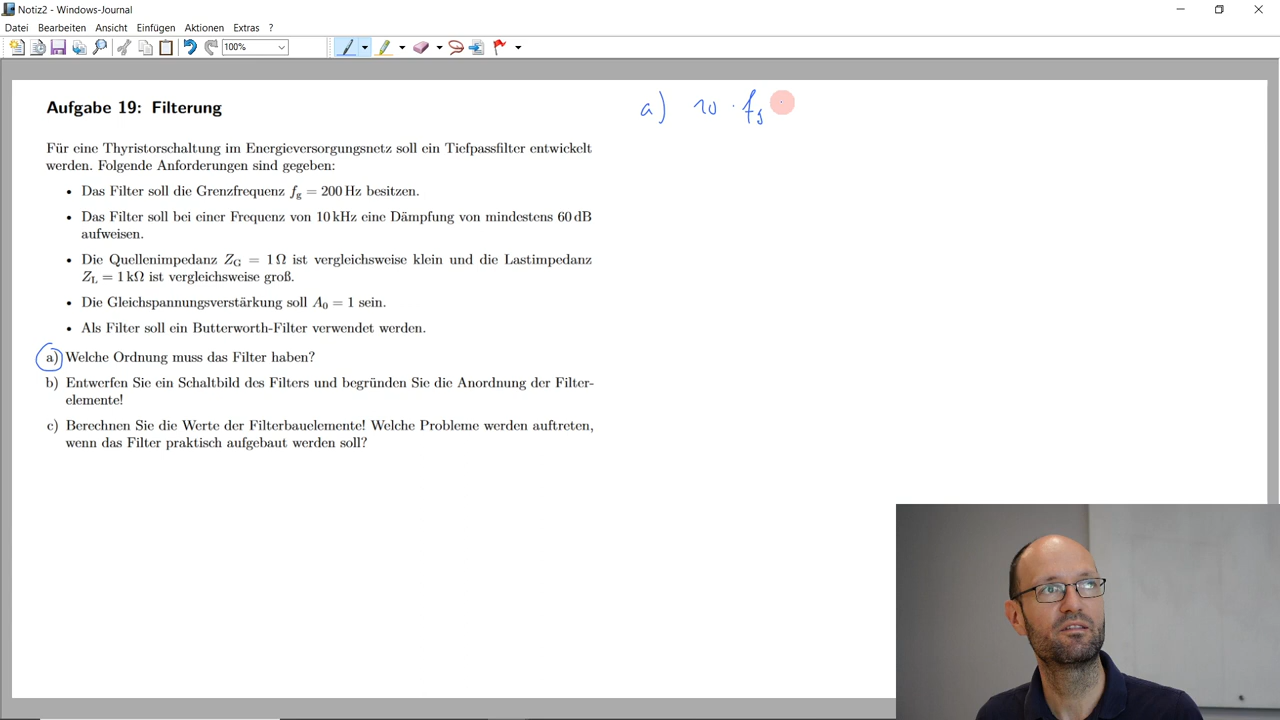 Notiz2 - Windows-Journal
Datei Bearbeiten Ansicht Einfügen Aktionen Extras ?
100%
Aufgabe 19: Filterung
Für eine Thyristorschaltung im Energieversorgungsnetz soll ein Tiefpassfilter entwickelt
werden. Folgende Anforderungen sind gegeben:
• Das Filter soll die Grenzfrequenz fg = 200 Hz besitzen.
• Das Filter soll bei einer Frequenz von 10 kHz eine Dämpfung von mindestens 60 dB
aufweisen.
• Die Quellenimpedanz ZG = 1 Ω ist vergleichsweise klein und die Lastimpedanz
ZL = 1 kΩ ist vergleichsweise groß.
• Die Gleichspannungsverstärkung soll A0 = 1 sein.
• Als Filter soll ein Butterworth-Filter verwendet werden.
a) Welche Ordnung muss das Filter haben?
b) Entwerfen Sie ein Schaltbild des Filters und begründen Sie die Anordnung der Filter-
elemente!
c) Berechnen Sie die Werte der Filterbauelemente! Welche Probleme werden auftreten,
wenn das Filter praktisch aufgebaut werden soll?
a) 10 · fg